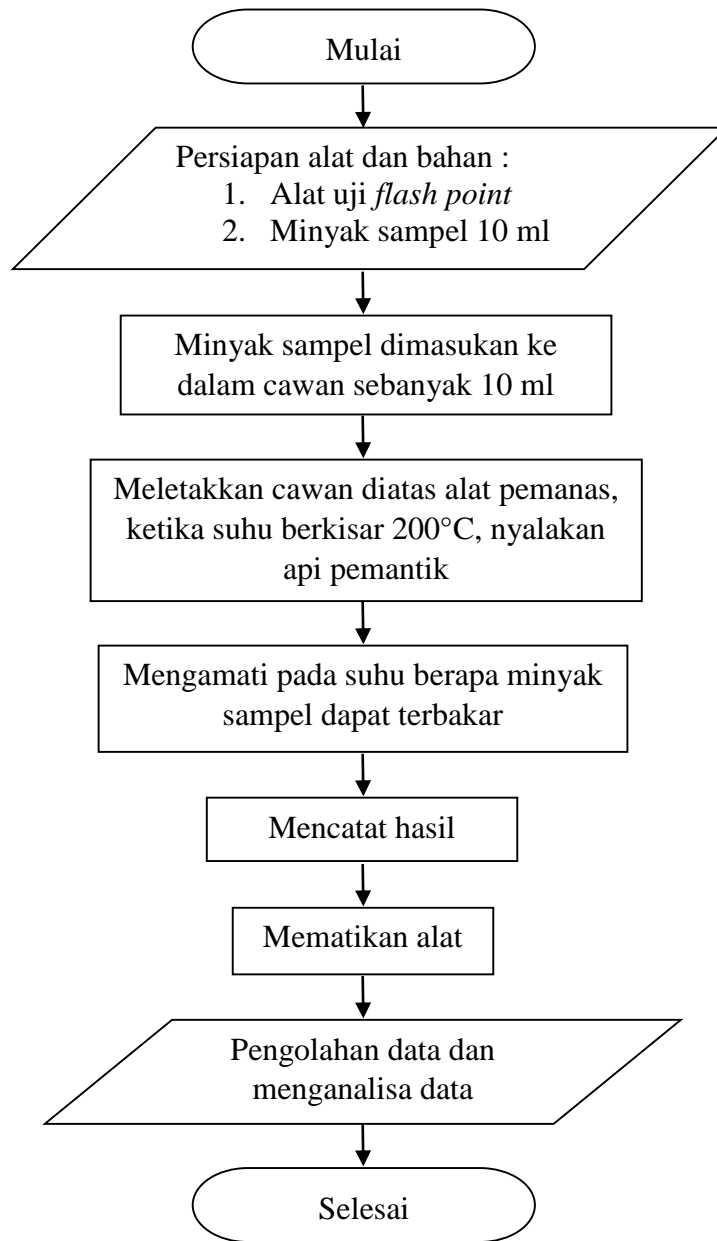 Mulai
Persiapan alat dan bahan :
1. Alat uji flash point
2. Minyak sampel 10 ml
Minyak sampel dimasukan ke
dalam cawan sebanyak 10 ml
Meletakkan cawan diatas alat pemanas,
ketika suhu berkisar 200°C, nyalakan
api pemantik
Mengamati pada suhu berapa minyak
sampel dapat terbakar
Mencatat hasil
Mematikan alat
Pengolahan data dan
menganalisa data
Selesai